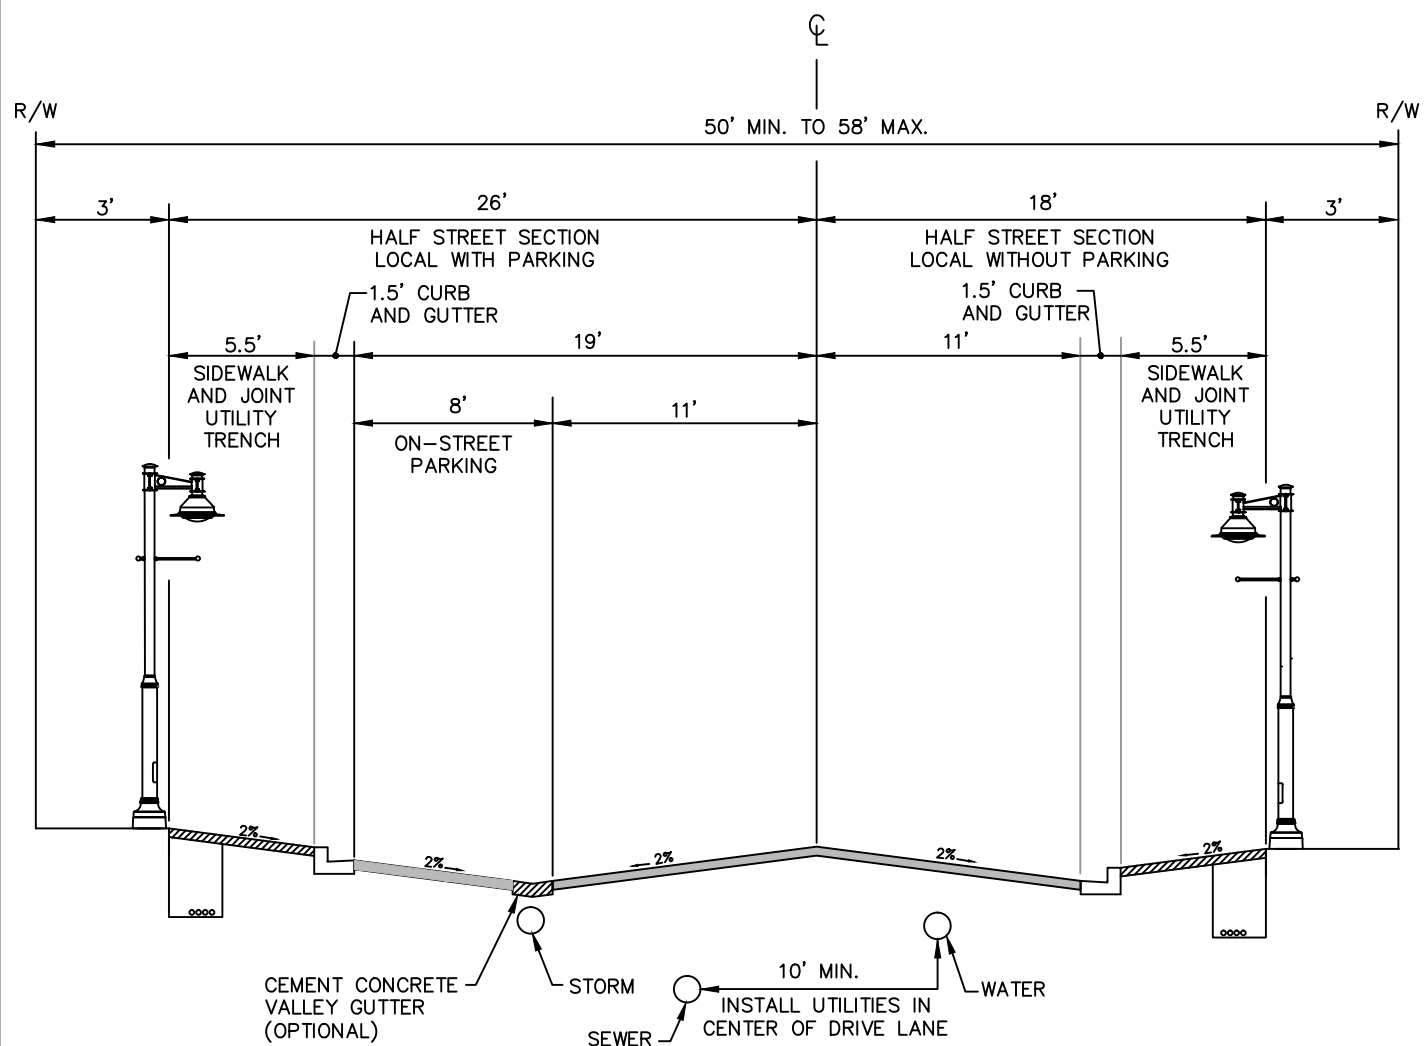 ℄
R/W
R/W
50' MIN. TO 58' MAX.
3'
26'
18'
3'
HALF STREET SECTION
LOCAL WITH PARKING
HALF STREET SECTION
LOCAL WITHOUT PARKING
1.5' CURB
AND GUTTER
1.5' CURB
AND GUTTER
5.5'
19'
11'
5.5'
SIDEWALK
AND JOINT
UTILITY
TRENCH
SIDEWALK
AND JOINT
UTILITY
TRENCH
8'
11'
ON-STREET
PARKING
2%
2%
2%
2%
2%
CEMENT CONCRETE
VALLEY GUTTER
(OPTIONAL)
STORM
SEWER
10' MIN.
INSTALL UTILITIES IN
CENTER OF DRIVE LANE
WATER